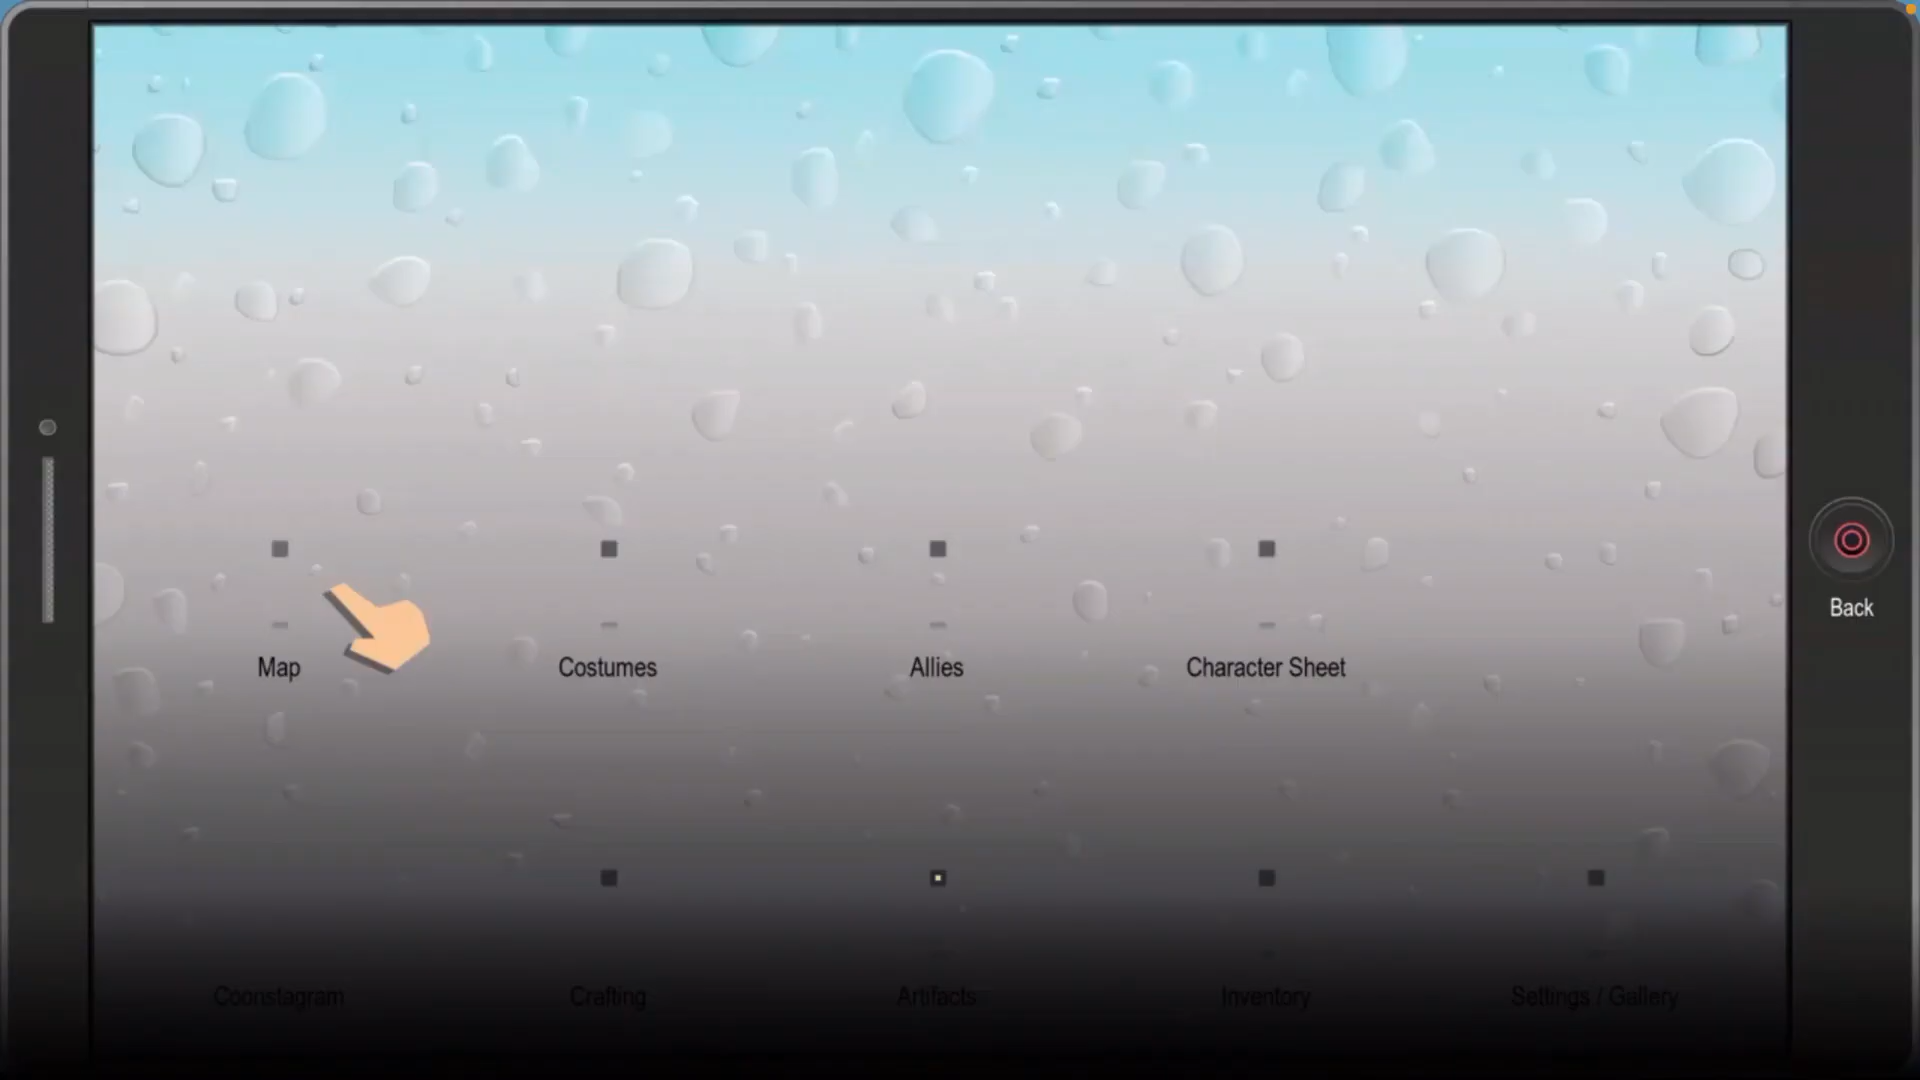 Map Costumes Allies Character Sheet
Back
Coonstagram Crafting Artifacts Inventory Settings / Gallery